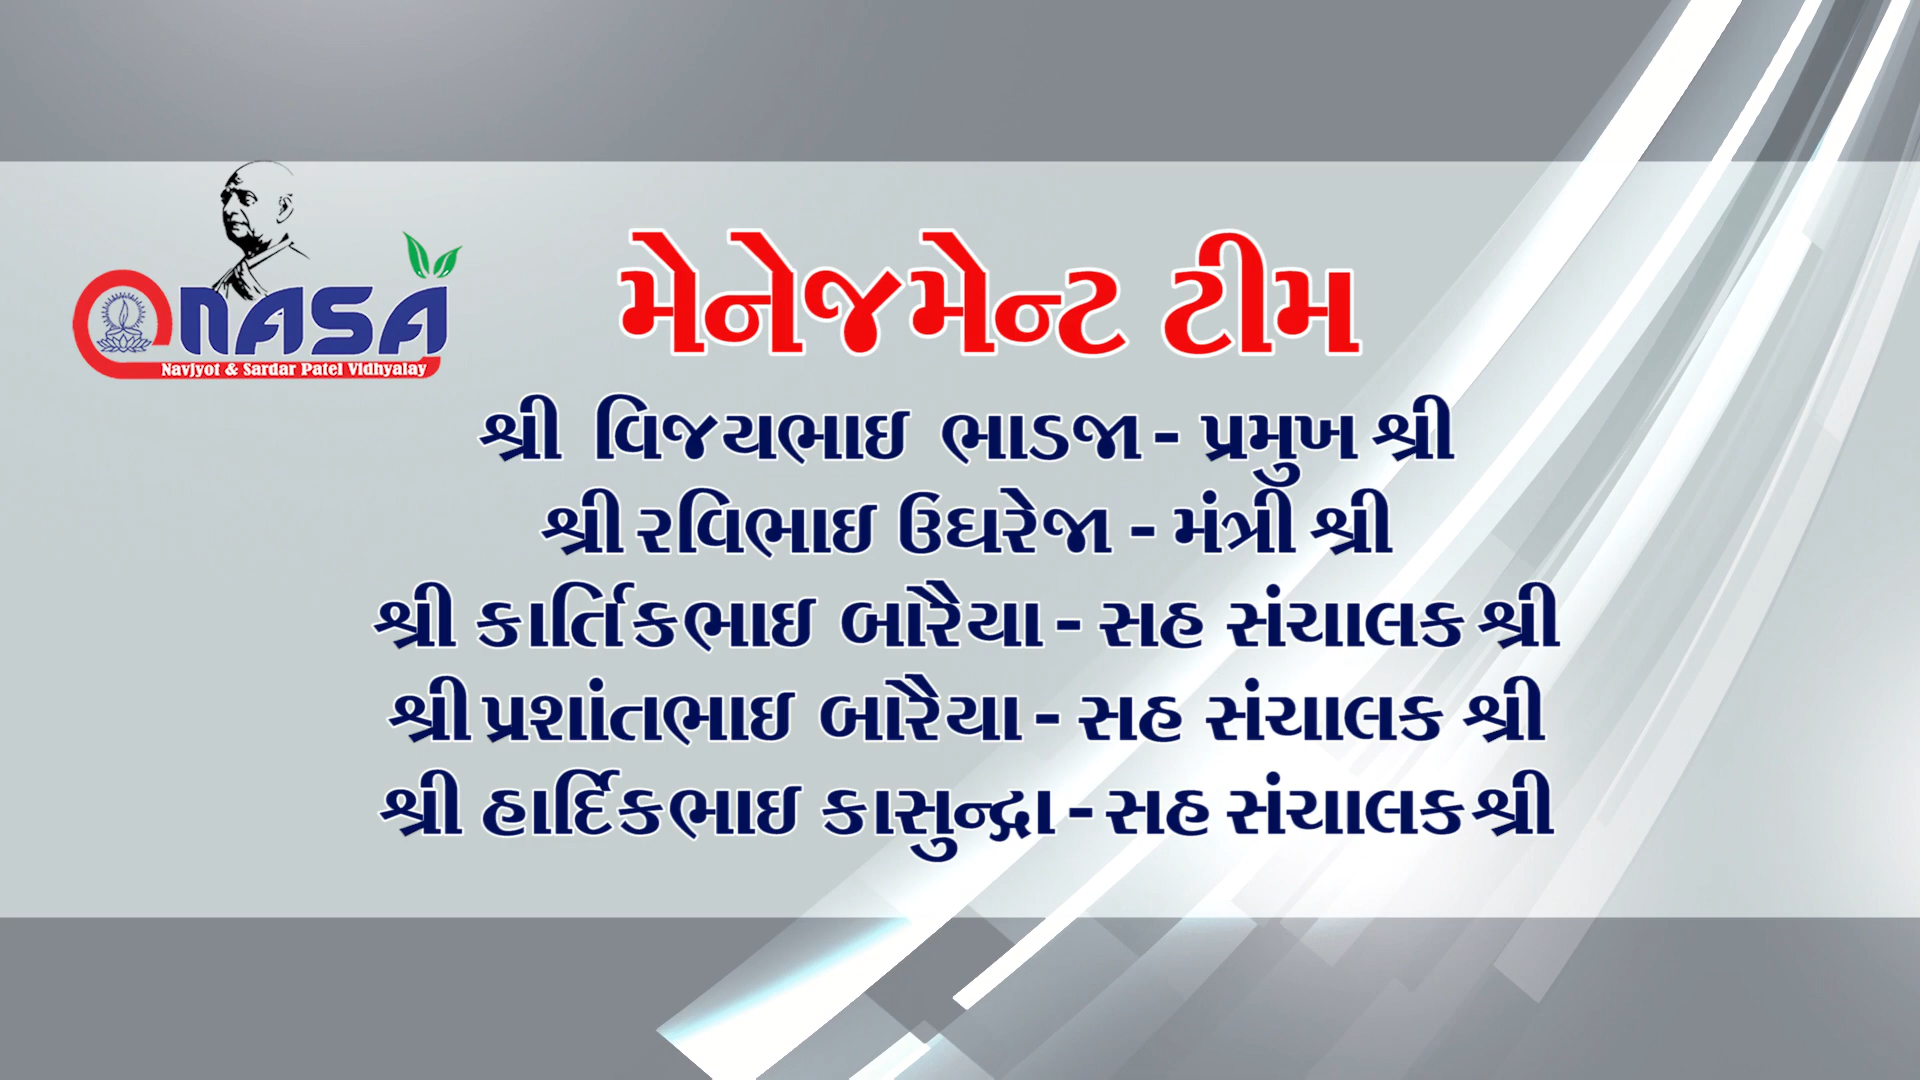 NASA
Navjyot & Sardar Patel Vidhyalay
મેનેજમેન્ટ ટીમ
શ્રી વિજયભાઇ ભાડજા - પ્રમુખ શ્રી
શ્રી રવિભાઇ ઉઘરેજા - મંત્રી શ્રી
શ્રી કાર્તિકભાઇ બારૈયા - સહ સંચાલક શ્રી
શ્રી પ્રશાંતભાઇ બારૈયા - સહ સંચાલક શ્રી
શ્રી હાર્દિકભાઇ કાસુન્દ્રા - સહ સંચાલક શ્રી